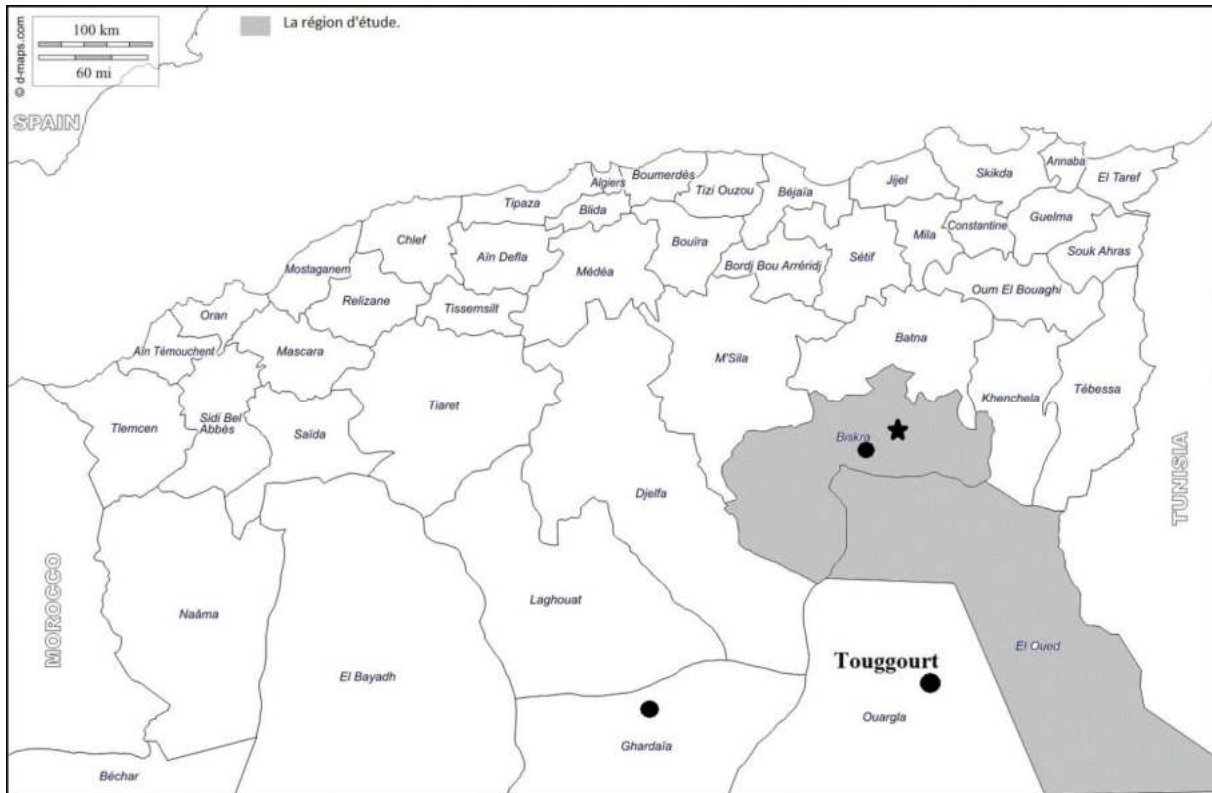 100 km
60 mi
© d-maps.com
La région d'étude.
SPAIN
Annaba
Skikda
El Taref
Boumerdès
Algiers
Tizi Ouzou
Béjaïa
Jijel
Tipaza
Blida
Guelma
Constantine
Mila
Chlef
Bouïra
Souk Ahras
Aïn Defla
Sétif
Mostaganem
Bordj Bou Arréridj
Médéa
Oum El Bouaghi
Relizane
Tissemsilt
Oran
Batna
Aïn Témouchent
Mascara
M'Sila
Tébessa
Khenchela
Tiaret
Sidi Bel
Abbès
Tlemcen
Saïda
Biskra
TUNISIA
Djelfa
Laghouat
Naâma
MOROCCO
El Oued
Touggourt
El Bayadh
Ouargla
Ghardaïa
Béchar